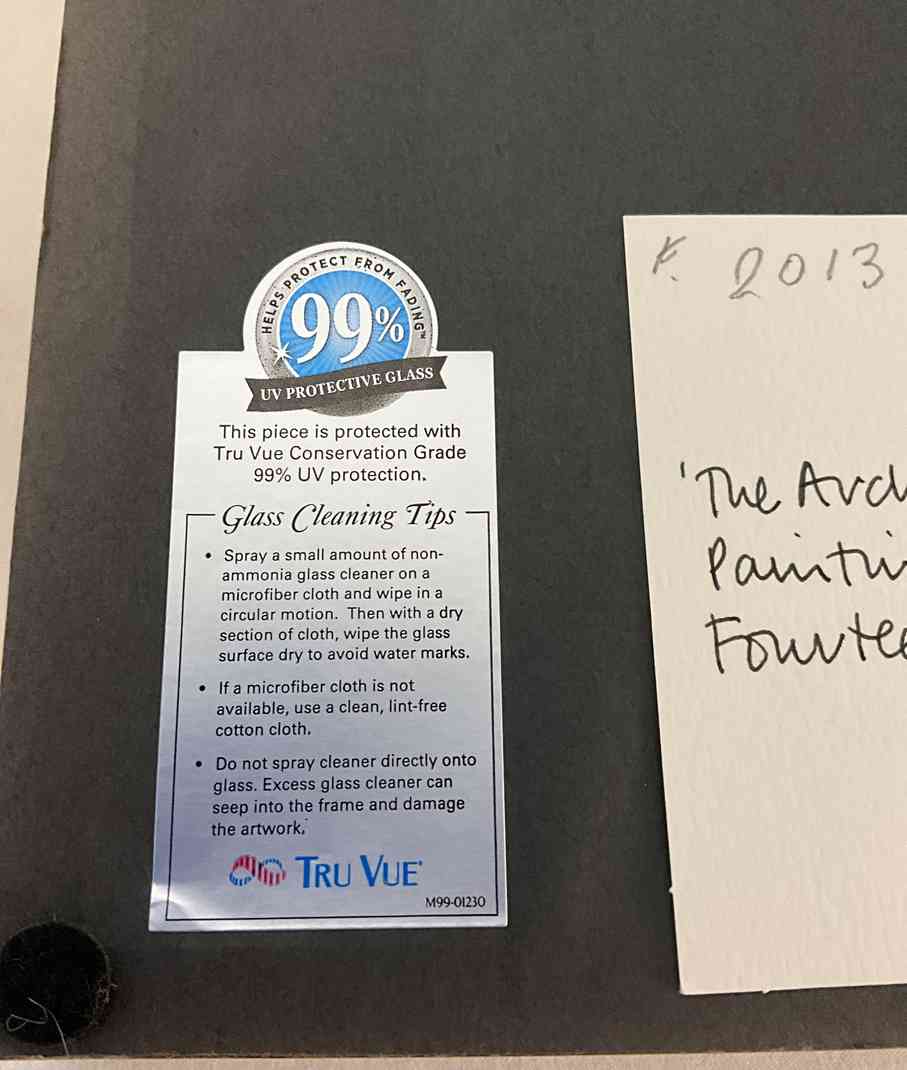 HELPS PROTECT FROM FADING™
99%
UV PROTECTIVE GLASS
This piece is protected with
Tru Vue Conservation Grade
99% UV protection.
Glass Cleaning Tips
• Spray a small amount of non-
ammonia glass cleaner on a
microfiber cloth and wipe in a
circular motion. Then with a dry
section of cloth, wipe the glass
surface dry to avoid water marks.
• If a microfiber cloth is not
available, use a clean, lint-free
cotton cloth.
• Do not spray cleaner directly onto
glass. Excess glass cleaner can
seep into the frame and damage
the artwork.
TRU VUE®
M99-01230
F. 2013
'The